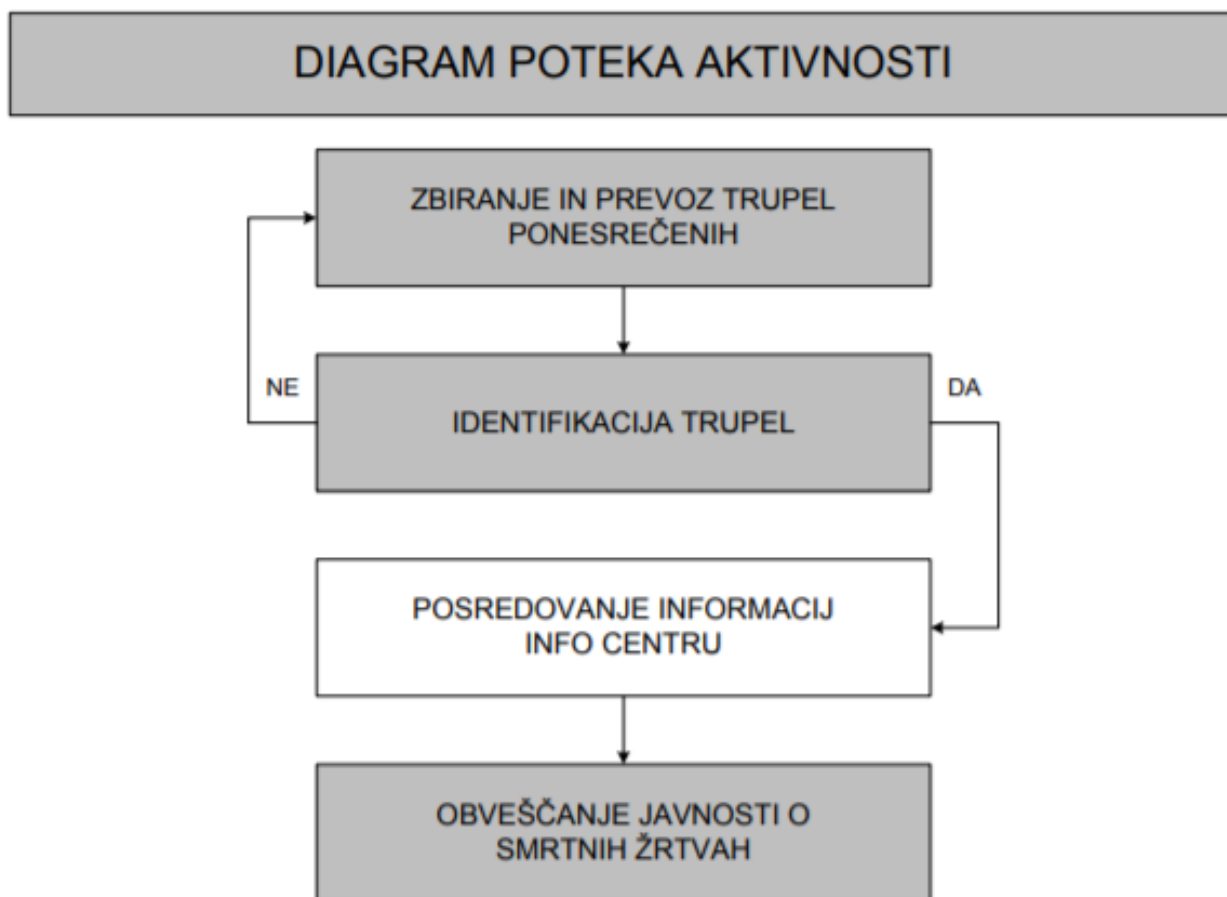 DIAGRAM POTEKA AKTIVNOSTI
ZBIRANJE IN PREVOZ TRUPEL
PONESREČENIH
NE
DA
IDENTIFIKACIJA TRUPEL
POSREDOVANJE INFORMACIJ
INFO CENTRU
OBVEŠČANJE JAVNOSTI O
SMRTNIH ŽRTVAH